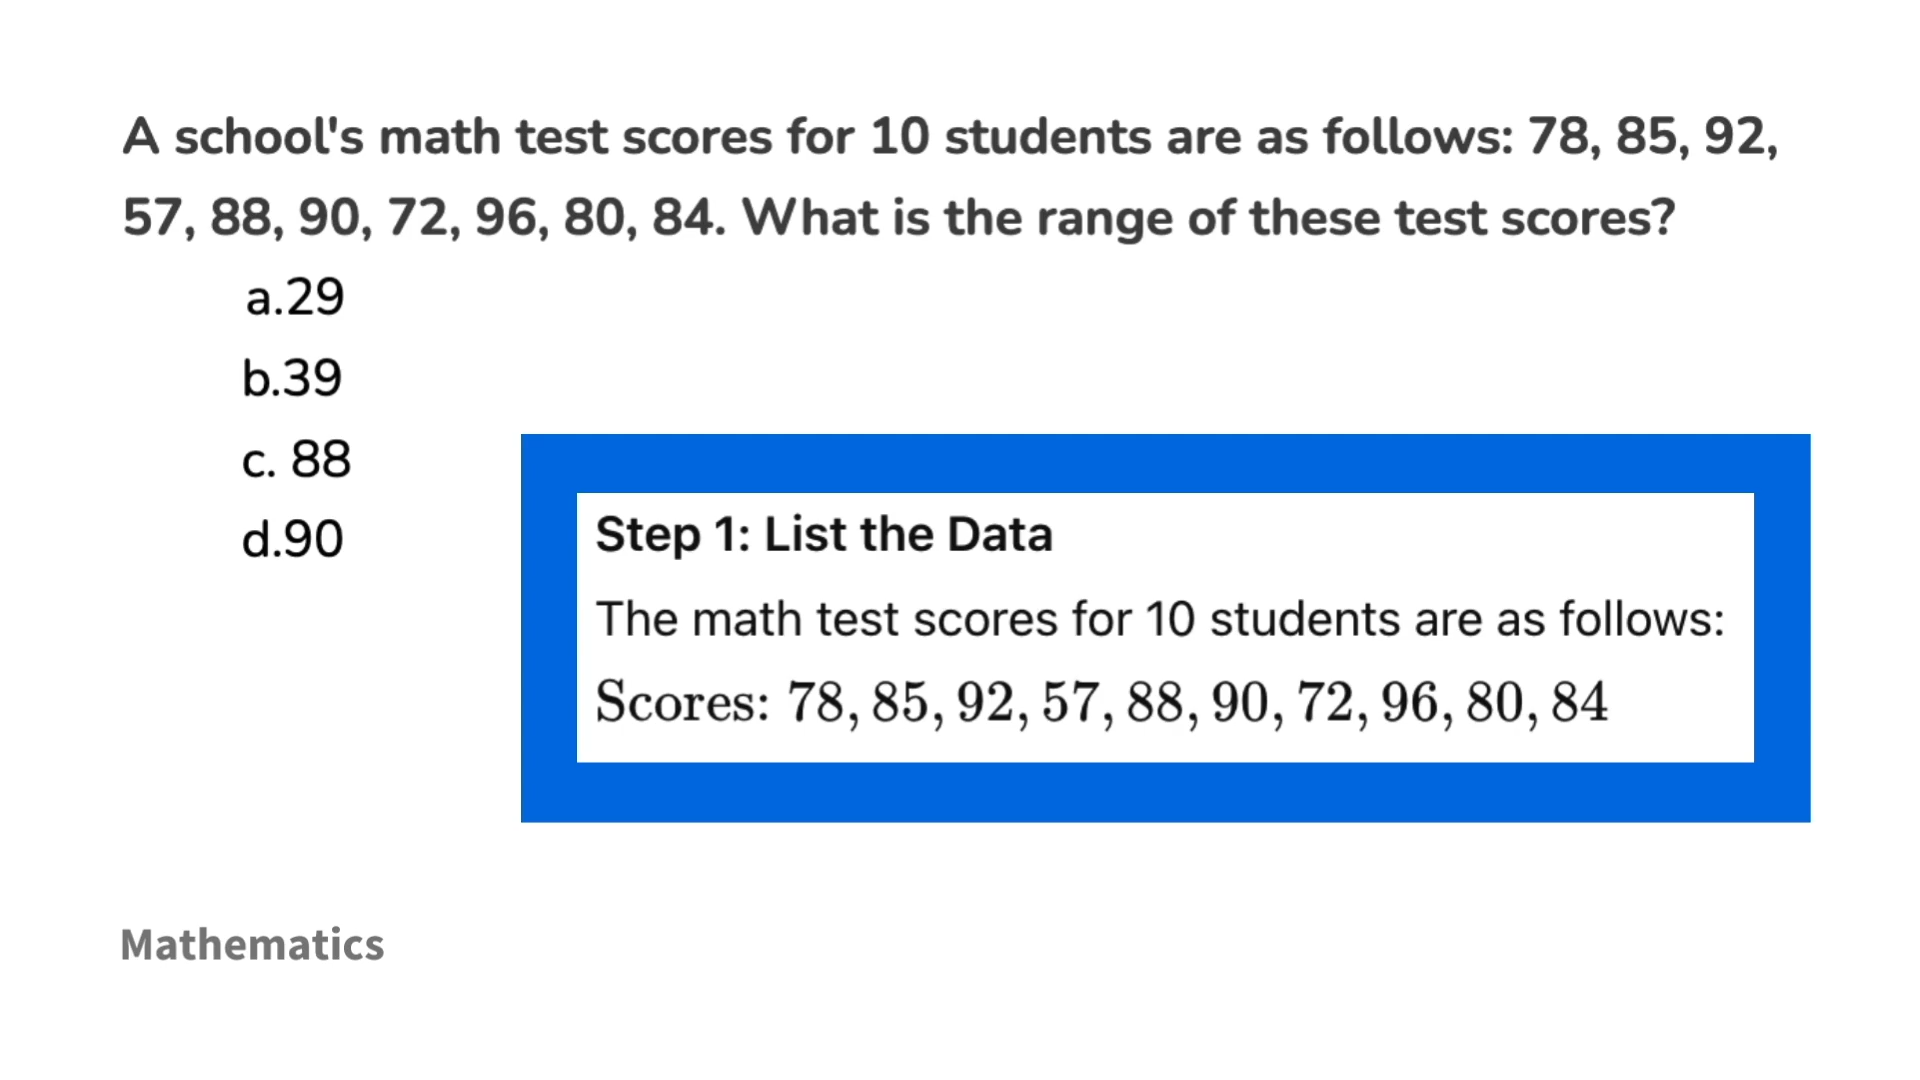 A school's math test scores for 10 students are as follows: 78, 85, 92,
57, 88, 90, 72, 96, 80, 84. What is the range of these test scores?
a.29
b.39
c. 88
d.90
Step 1: List the Data
The math test scores for 10 students are as follows:
Scores: 78, 85, 92, 57, 88, 90, 72, 96, 80, 84
Mathematics